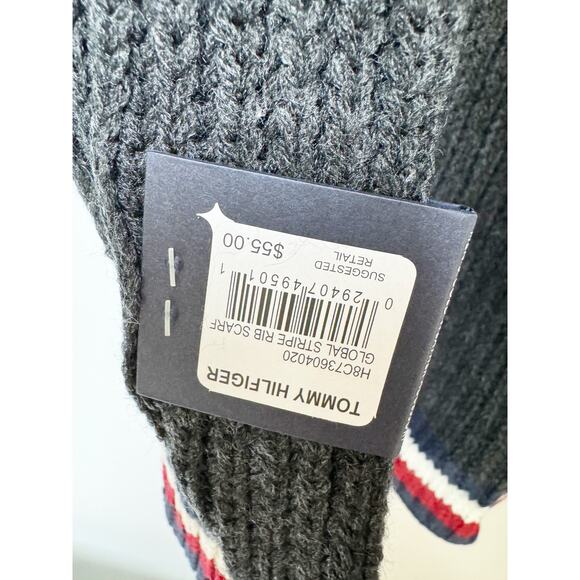 TOMMY HILFIGER
H8C73604020
GLOBAL STRIPE RIB SCARF
0 29407 49501 1
SUGGESTED
RETAIL
$55.00